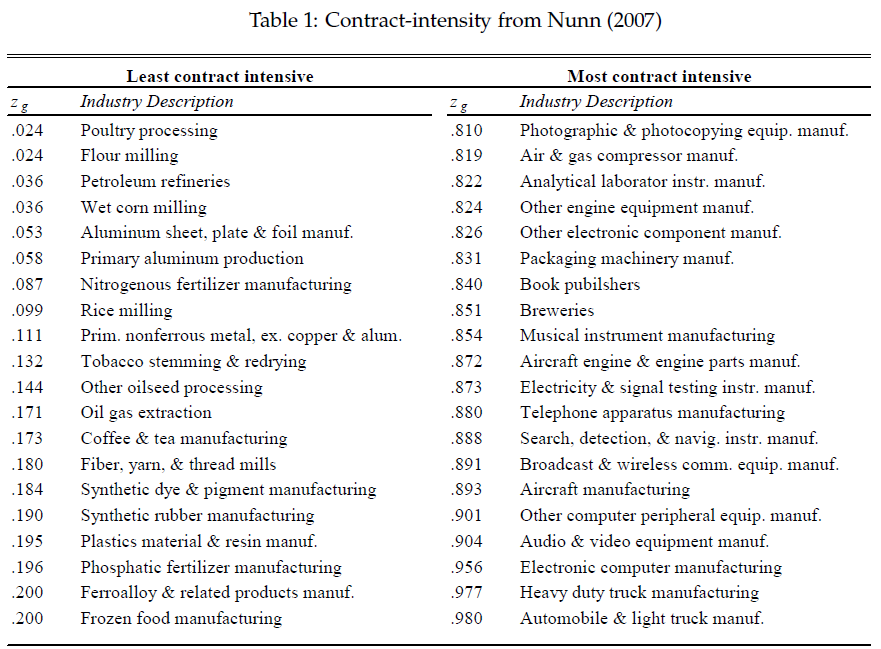 Table 1: Contract-intensity from Nunn (2007)
Least contract intensive Most contract intensive
z g Industry Description z g Industry Description
.024 Poultry processing .810 Photographic & photocopying equip. manuf.
.024 Flour milling .819 Air & gas compressor manuf.
.036 Petroleum refineries .822 Analytical laborator instr. manuf.
.036 Wet corn milling .824 Other engine equipment manuf.
.053 Aluminum sheet, plate & foil manuf. .826 Other electronic component manuf.
.058 Primary aluminum production .831 Packaging machinery manuf.
.087 Nitrogenous fertilizer manufacturing .840 Book pubilshers
.099 Rice milling .851 Breweries
.111 Prim. nonferrous metal, ex. copper & alum. .854 Musical instrument manufacturing
.132 Tobacco stemming & redrying .872 Aircraft engine & engine parts manuf.
.144 Other oilseed processing .873 Electricity & signal testing instr. manuf.
.171 Oil gas extraction .880 Telephone apparatus manufacturing
.173 Coffee & tea manufacturing .888 Search, detection, & navig. instr. manuf.
.180 Fiber, yarn, & thread mills .891 Broadcast & wireless comm. equip. manuf.
.184 Synthetic dye & pigment manufacturing .893 Aircraft manufacturing
.190 Synthetic rubber manufacturing .901 Other computer peripheral equip. manuf.
.195 Plastics material & resin manuf. .904 Audio & video equipment manuf.
.196 Phosphatic fertilizer manufacturing .956 Electronic computer manufacturing
.200 Ferroalloy & related products manuf. .977 Heavy duty truck manufacturing
.200 Frozen food manufacturing .980 Automobile & light truck manuf.